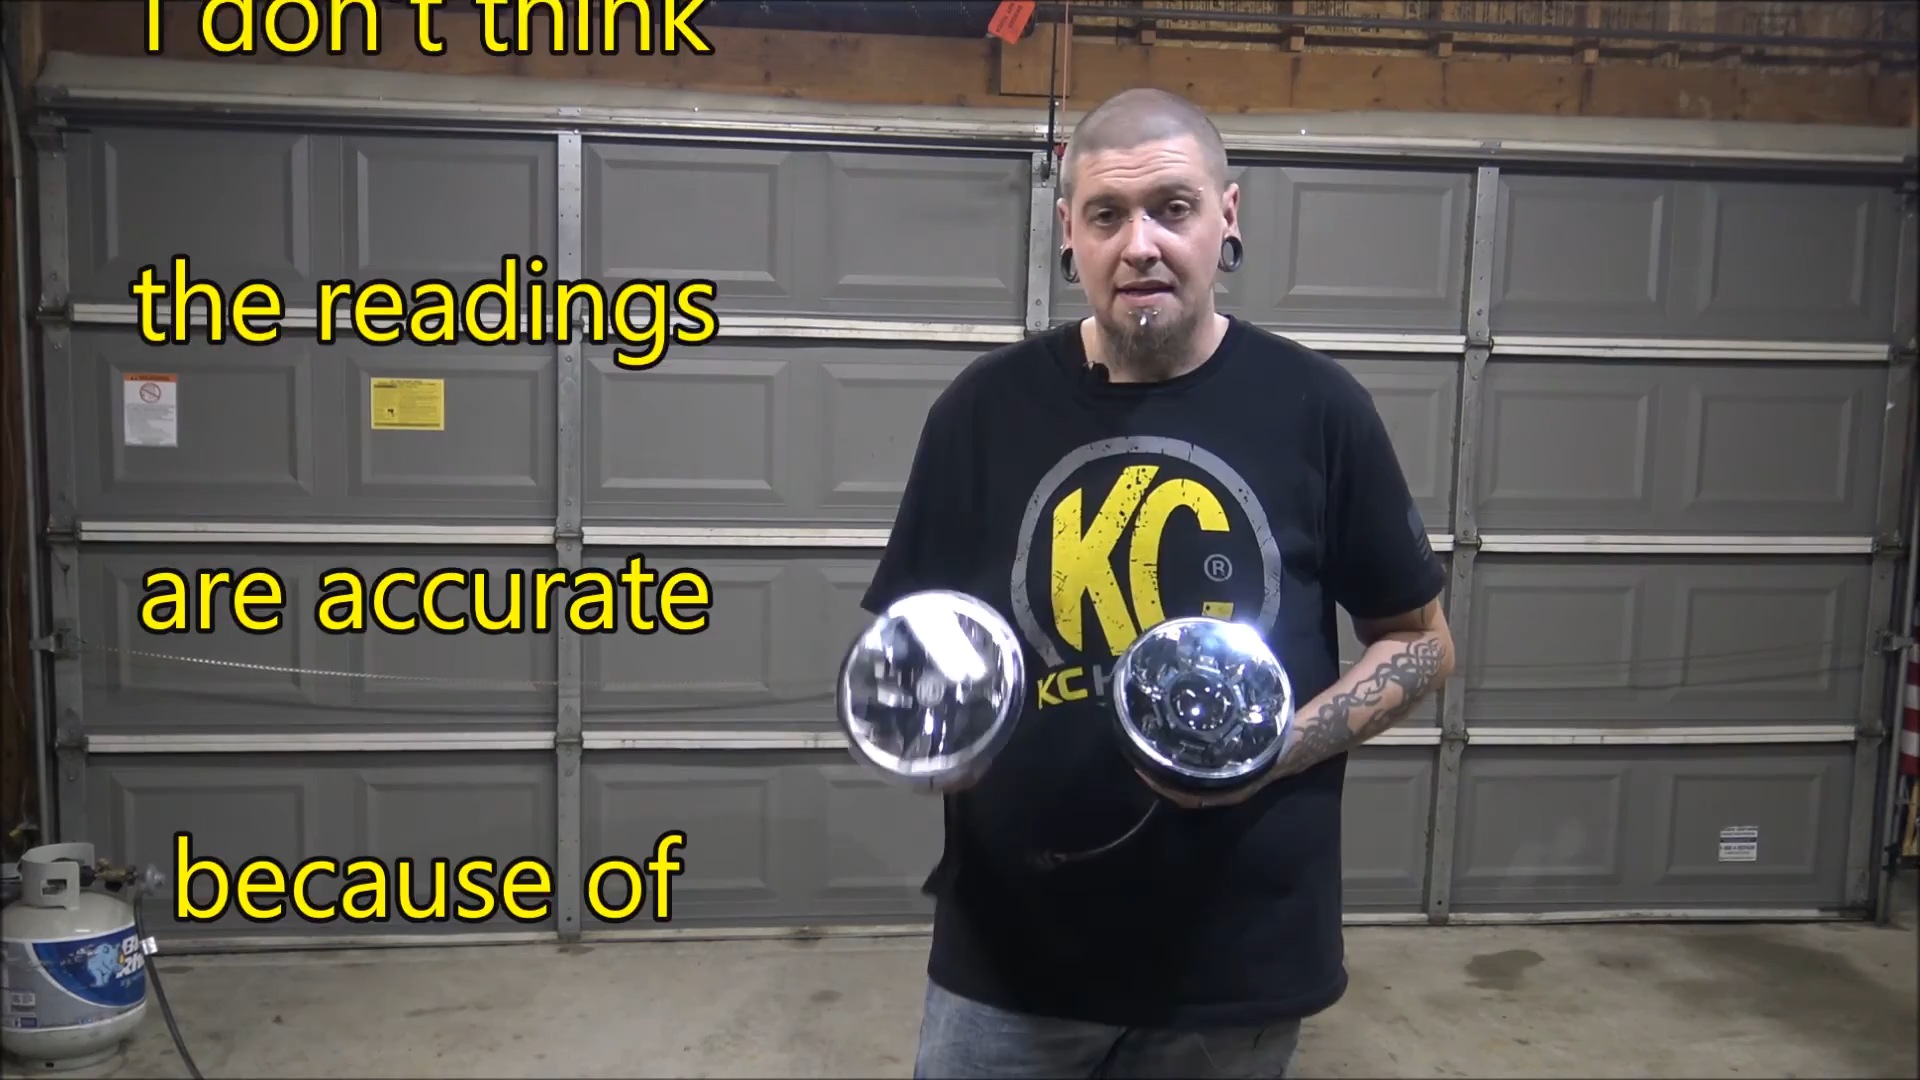 I don't think
the readings
are accurate
because of
KC
®
KC H